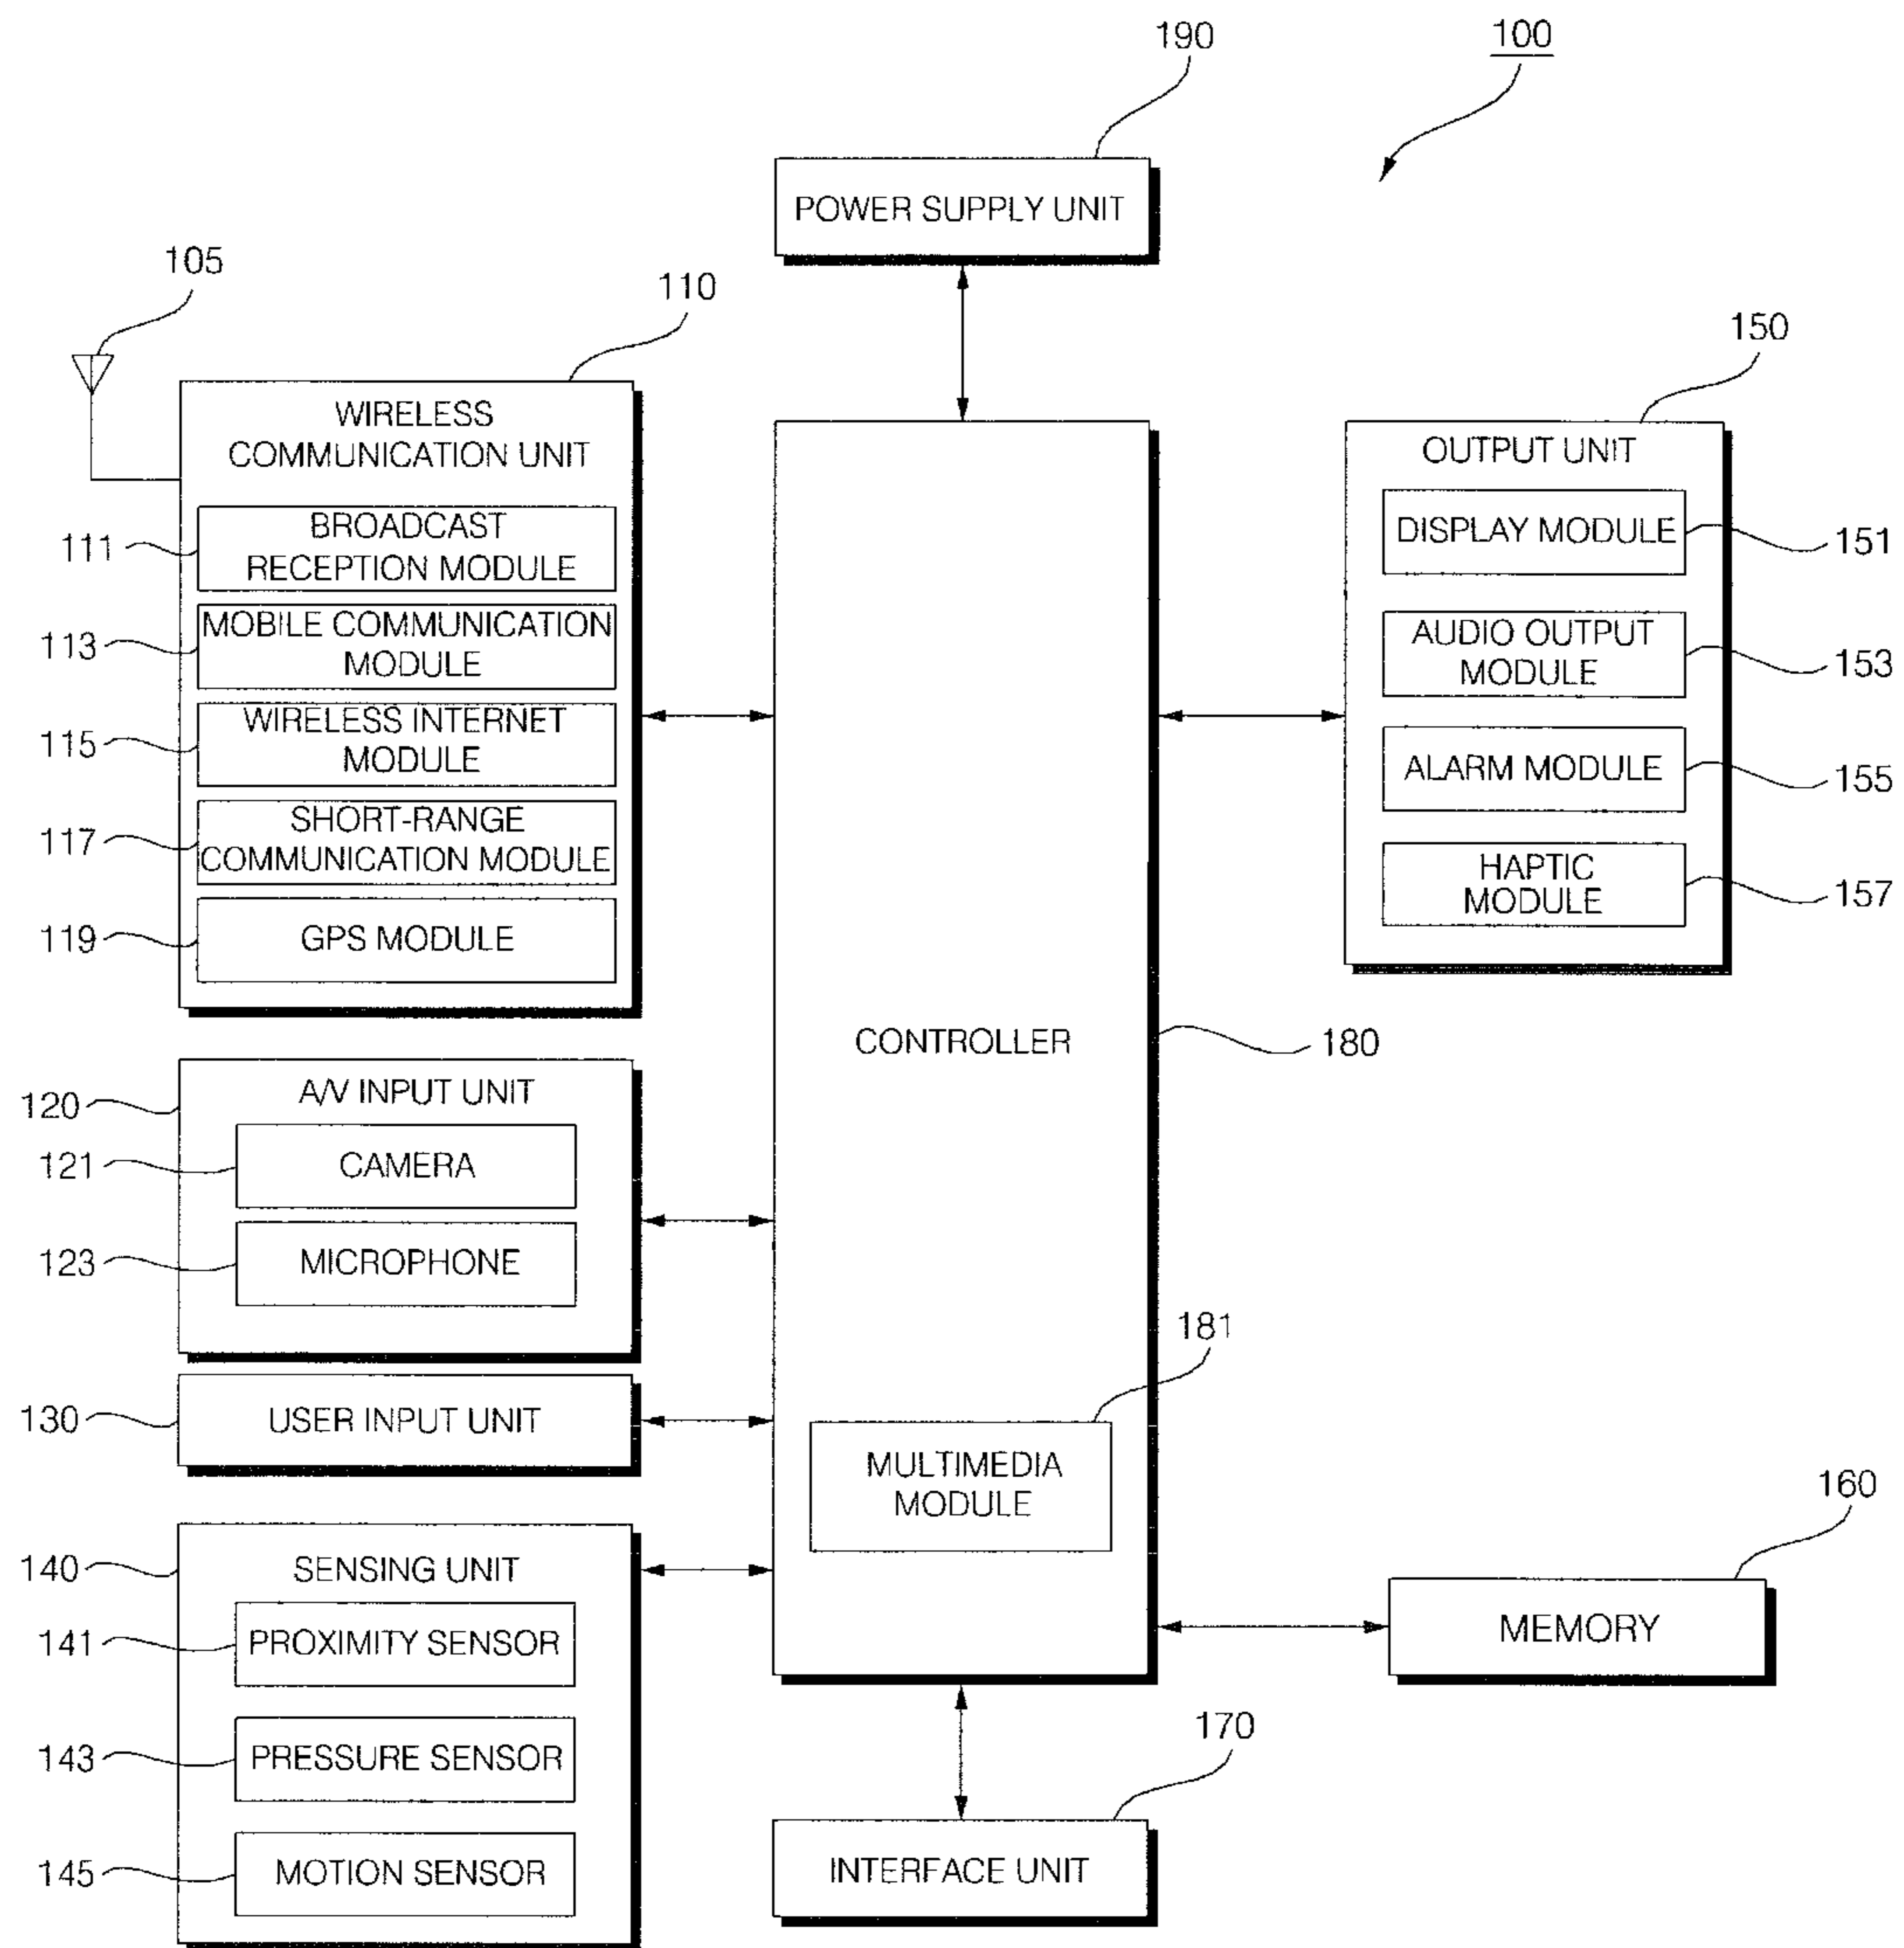 190
100
POWER SUPPLY UNIT
105
110
150
WIRELESS
COMMUNICATION UNIT
111
BROADCAST
RECEPTION MODULE
113
MOBILE COMMUNICATION
MODULE
115
WIRELESS INTERNET
MODULE
117
SHORT-RANGE
COMMUNICATION MODULE
119
GPS MODULE
OUTPUT UNIT
DISPLAY MODULE
151
AUDIO OUTPUT
MODULE
153
ALARM MODULE
155
HAPTIC
MODULE
157
CONTROLLER
180
120
A/V INPUT UNIT
121
CAMERA
123
MICROPHONE
181
MULTIMEDIA
MODULE
130
USER INPUT UNIT
140
SENSING UNIT
141
PROXIMITY SENSOR
143
PRESSURE SENSOR
145
MOTION SENSOR
160
MEMORY
170
INTERFACE UNIT